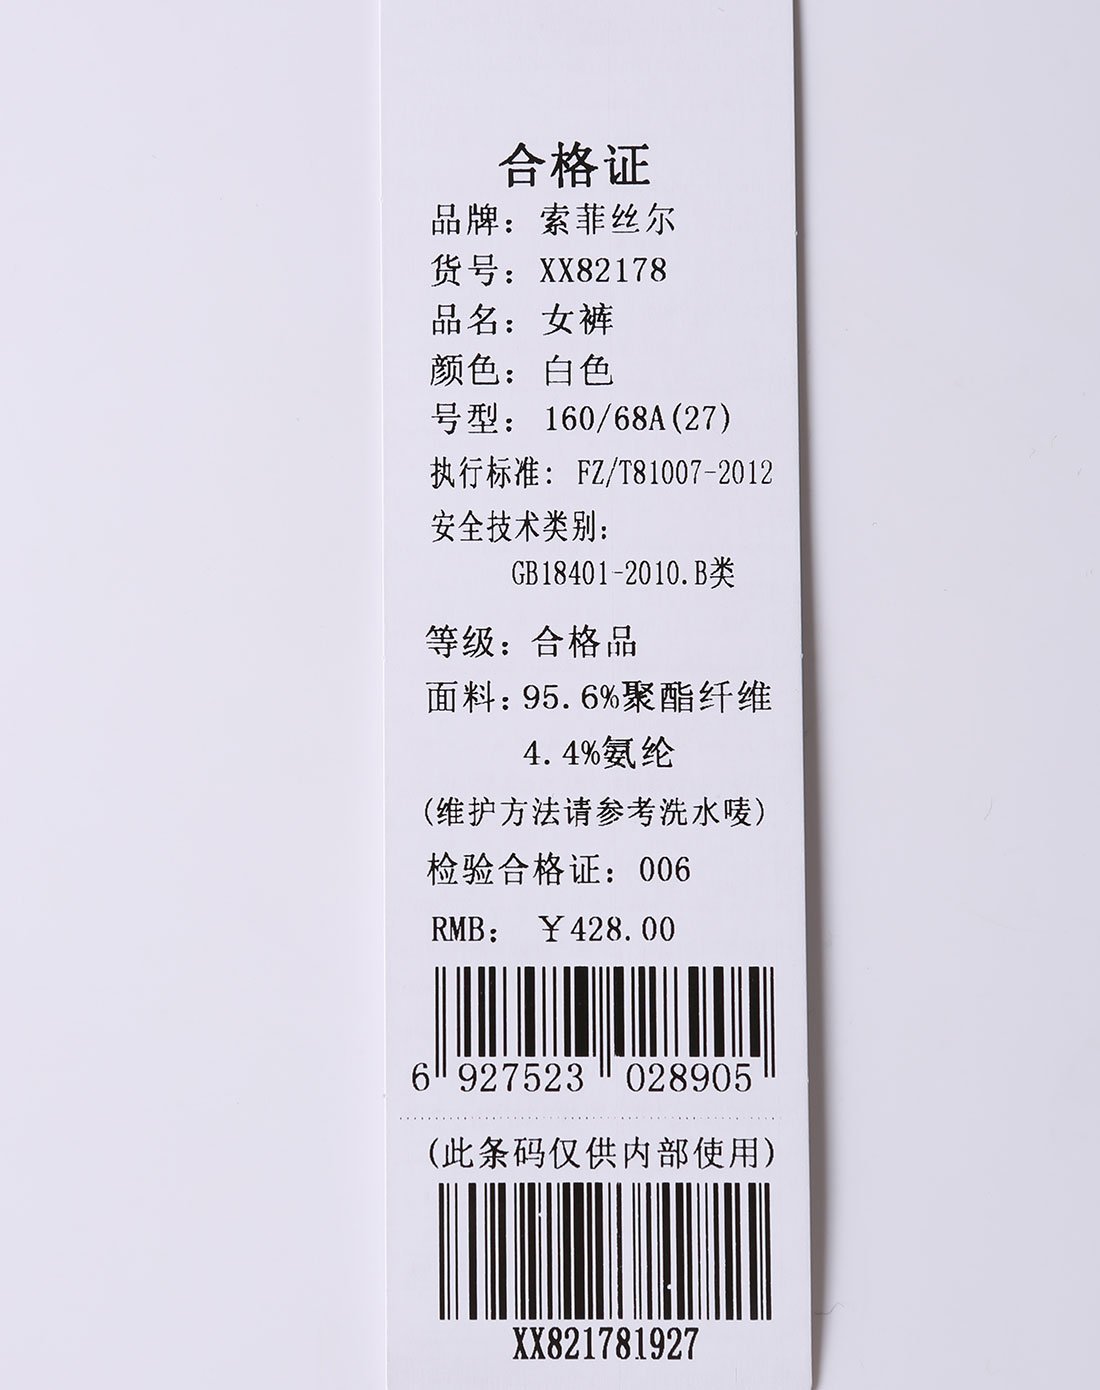 合格证
品牌：索菲丝尔
货号：XX82178
品名：女裤
颜色：白色
号型：160/68A(27)
执行标准：FZ/T81007-2012
安全技术类别：
GB18401-2010.B类
等级：合格品
面料：95.6%聚酯纤维
4.4%氨纶
(维护方法请参考洗水唛)
检验合格证：006
RMB：￥428.00
6 927523 028905
(此条码仅供内部使用)
XX821781927